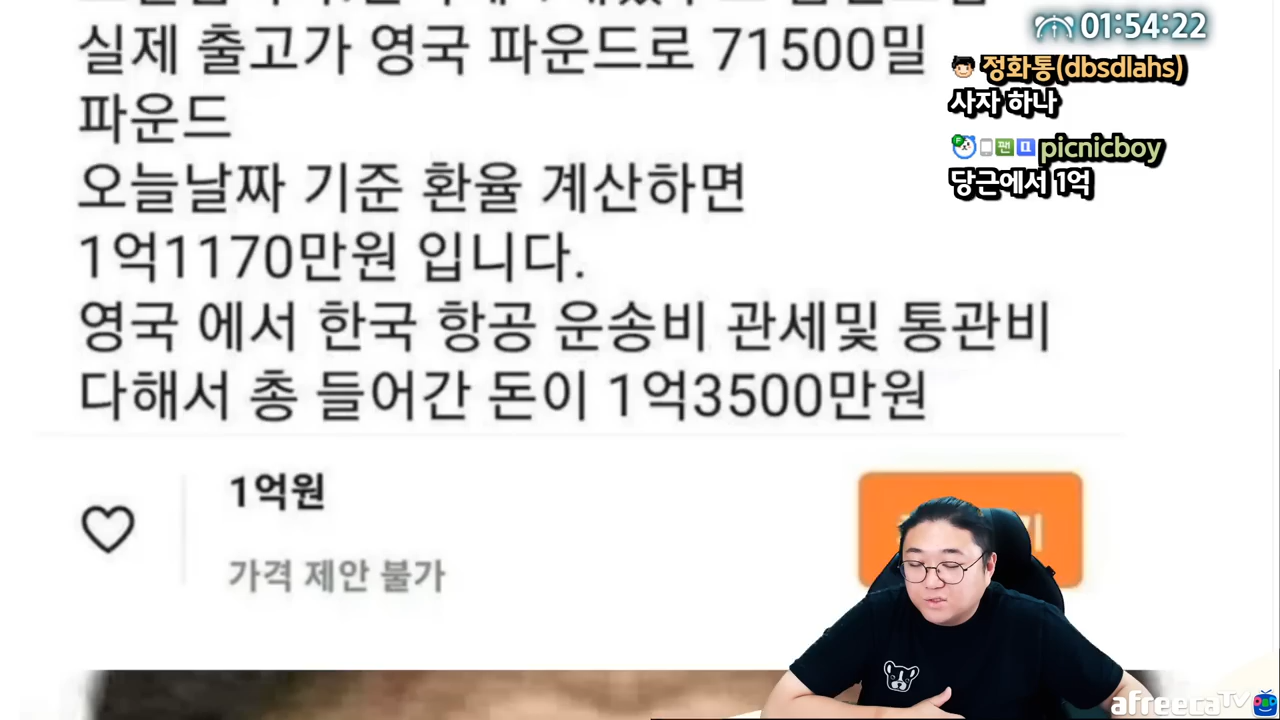 실제 출고가 영국 파운드로 71500밀
파운드
오늘날짜 기준 환율 계산하면
1억1170만원 입니다.
영국 에서 한국 항공 운송비 관세및 통관비
다해서 총 들어간 돈이 1억3500만원
1억원
가격 제안 불가
01:54:22
정화통(dbsdlahs)
사자 하나
팬 picnicboy
당근에서 1억
afreecaTV